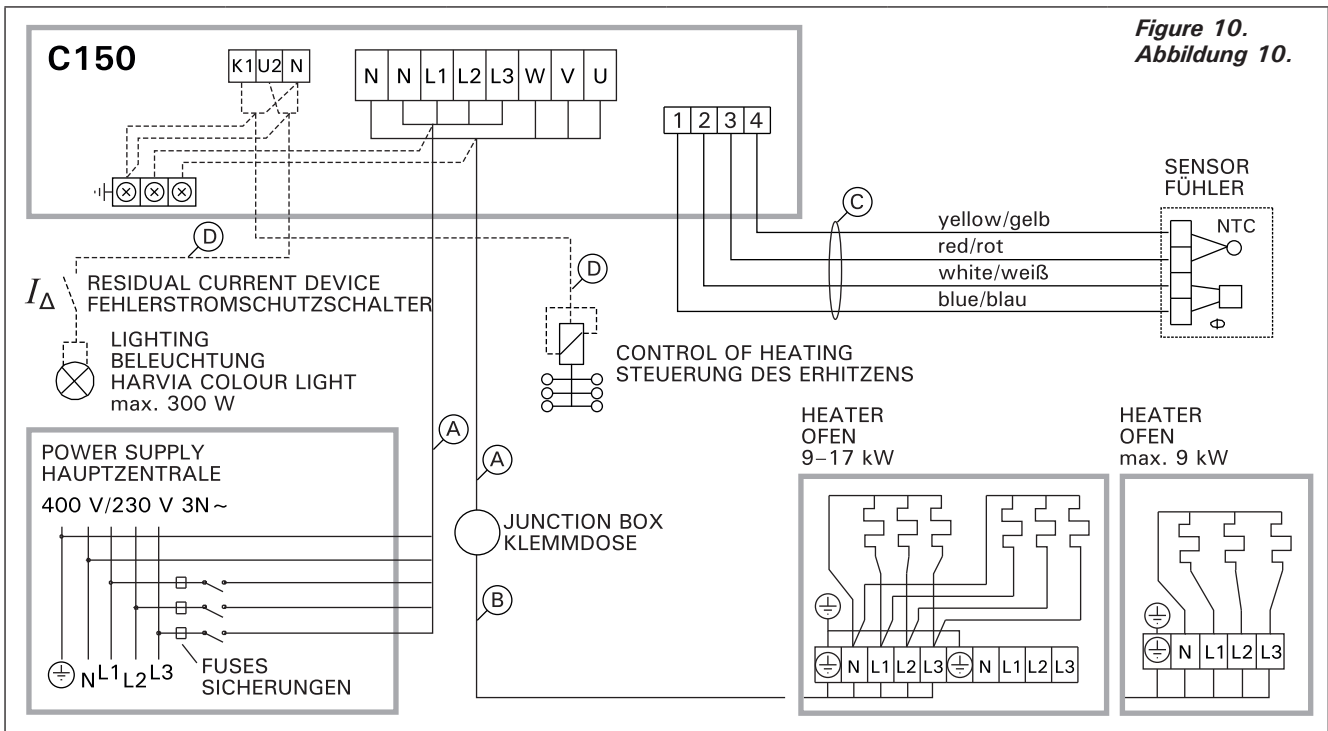 Figure 10.
Abbildung 10.
C150
K1 U2 N
N N L1 L2 L3 W V U
1 2 3 4
SENSOR
FÜHLER
C
yellow/gelb
NTC
red/rot
white/weiß
blue/blau
D
D
I∆ RESIDUAL CURRENT DEVICE
FEHLERSTROMSCHUTZSCHALTER
LIGHTING
BELEUCHTUNG
HARVIA COLOUR LIGHT
max. 300 W
CONTROL OF HEATING
STEUERUNG DES ERHITZENS
HEATER
OFEN
9–17 kW
HEATER
OFEN
max. 9 kW
A
A
POWER SUPPLY
HAUPTZENTRALE
400 V/230 V 3N~
JUNCTION BOX
KLEMMDOSE
B
N L1 L2 L3
FUSES
SICHERUNGEN
N L1 L2 L3 N L1 L2 L3
N L1 L2 L3